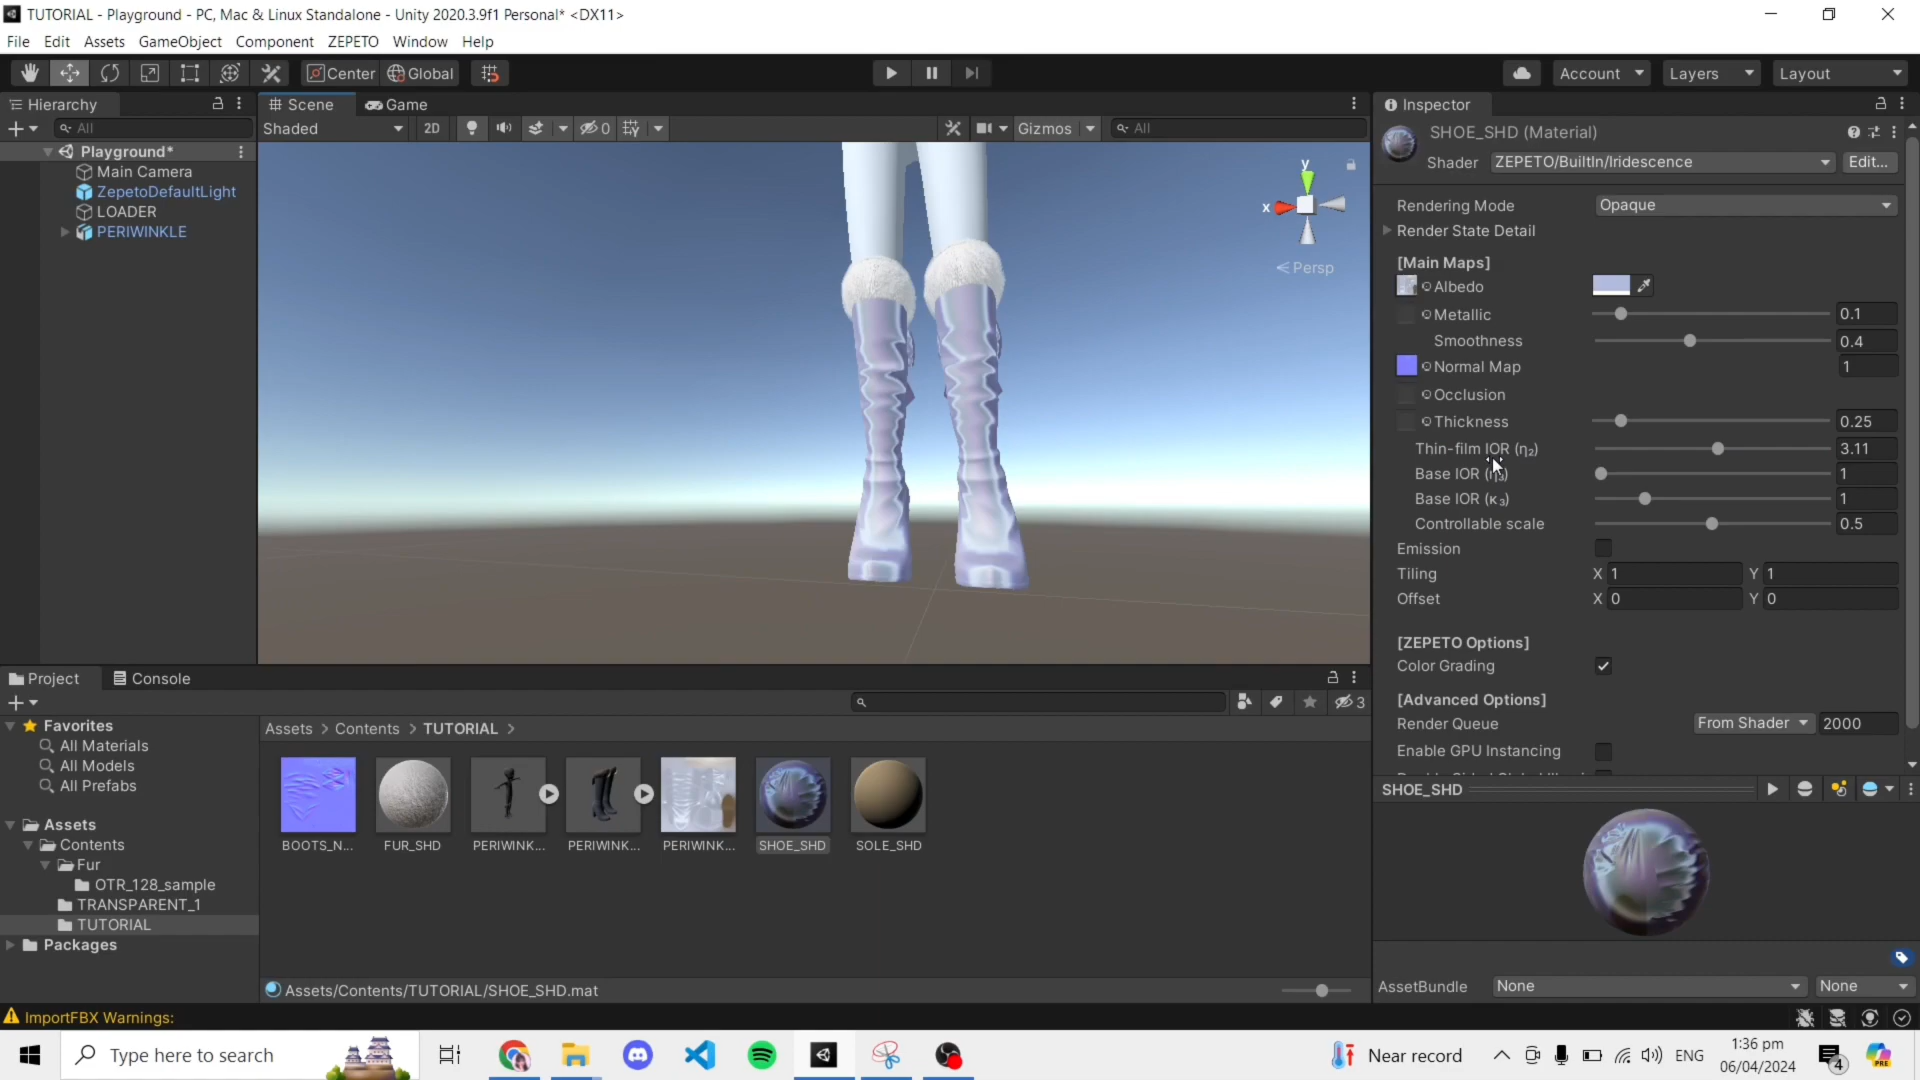 TUTORIAL - Playground - PC, Mac & Linux Standalone - Unity 2020.3.9f1 Personal* <DX11>
File Edit Assets GameObject Component ZEPETO Window Help
Center Global Account Layers Layout
Hierarchy
All
Playground*
Main Camera
ZepetoDefaultLight
LOADER
PERIWINKLE
Scene Game
Shaded 2D 0 Gizmos All
y
x
Persp
Inspector
SHOE_SHD (Material)
Shader ZEPETO/BuiltIn/Iridescence Edit...
Rendering Mode Opaque
Render State Detail
[Main Maps]
Albedo
Metallic 0.1
Smoothness 0.4
Normal Map 1
Occlusion
Thickness 0.25
Thin-film IOR (η₂) 3.11
Base IOR (η₃) 1
Base IOR (κ₃) 1
Controllable scale 0.5
Emission
Tiling X 1 Y 1
Offset X 0 Y 0
[ZEPETO Options]
Color Grading
[Advanced Options]
Render Queue From Shader 2000
Enable GPU Instancing
SHOE_SHD
AssetBundle None None
Project Console
3
Favorites
All Materials
All Models
All Prefabs
Assets
Contents
Fur
OTR_128_sample
TRANSPARENT_1
TUTORIAL
Packages
Assets > Contents > TUTORIAL >
BOOTS_N... FUR_SHD PERIWINK... PERIWINK... PERIWINK... SHOE_SHD SOLE_SHD
Assets/Contents/TUTORIAL/SHOE_SHD.mat
ImportFBX Warnings:
Type here to search
Near record
ENG
1:36 pm
06/04/2024
4
PRE